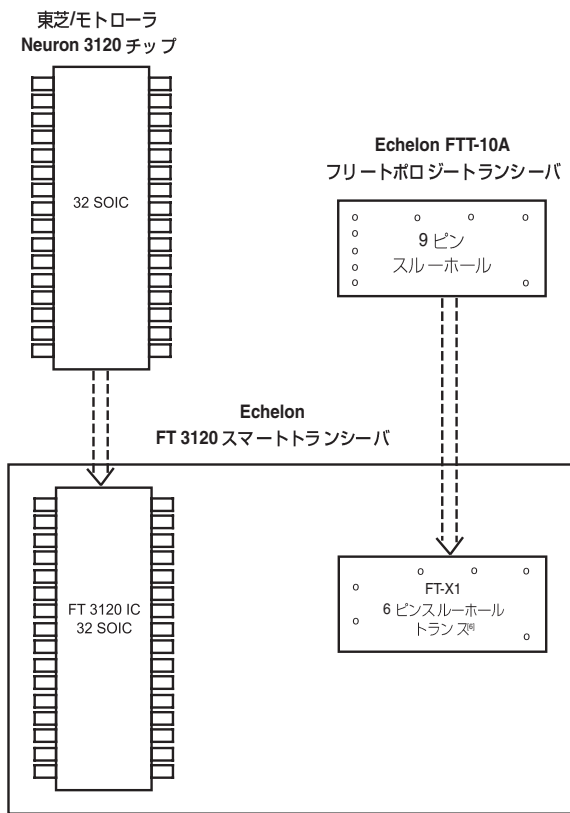 東芝/モトローラ
Neuron 3120 チップ
32 SOIC
Echelon FTT-10A
フリートポロジートランシーバ
9 ピン
スルーホール
Echelon
FT 3120 スマートトランシーバ
FT 3120 IC
32 SOIC
FT-X1
6 ピンスルーホール
トランス[6]